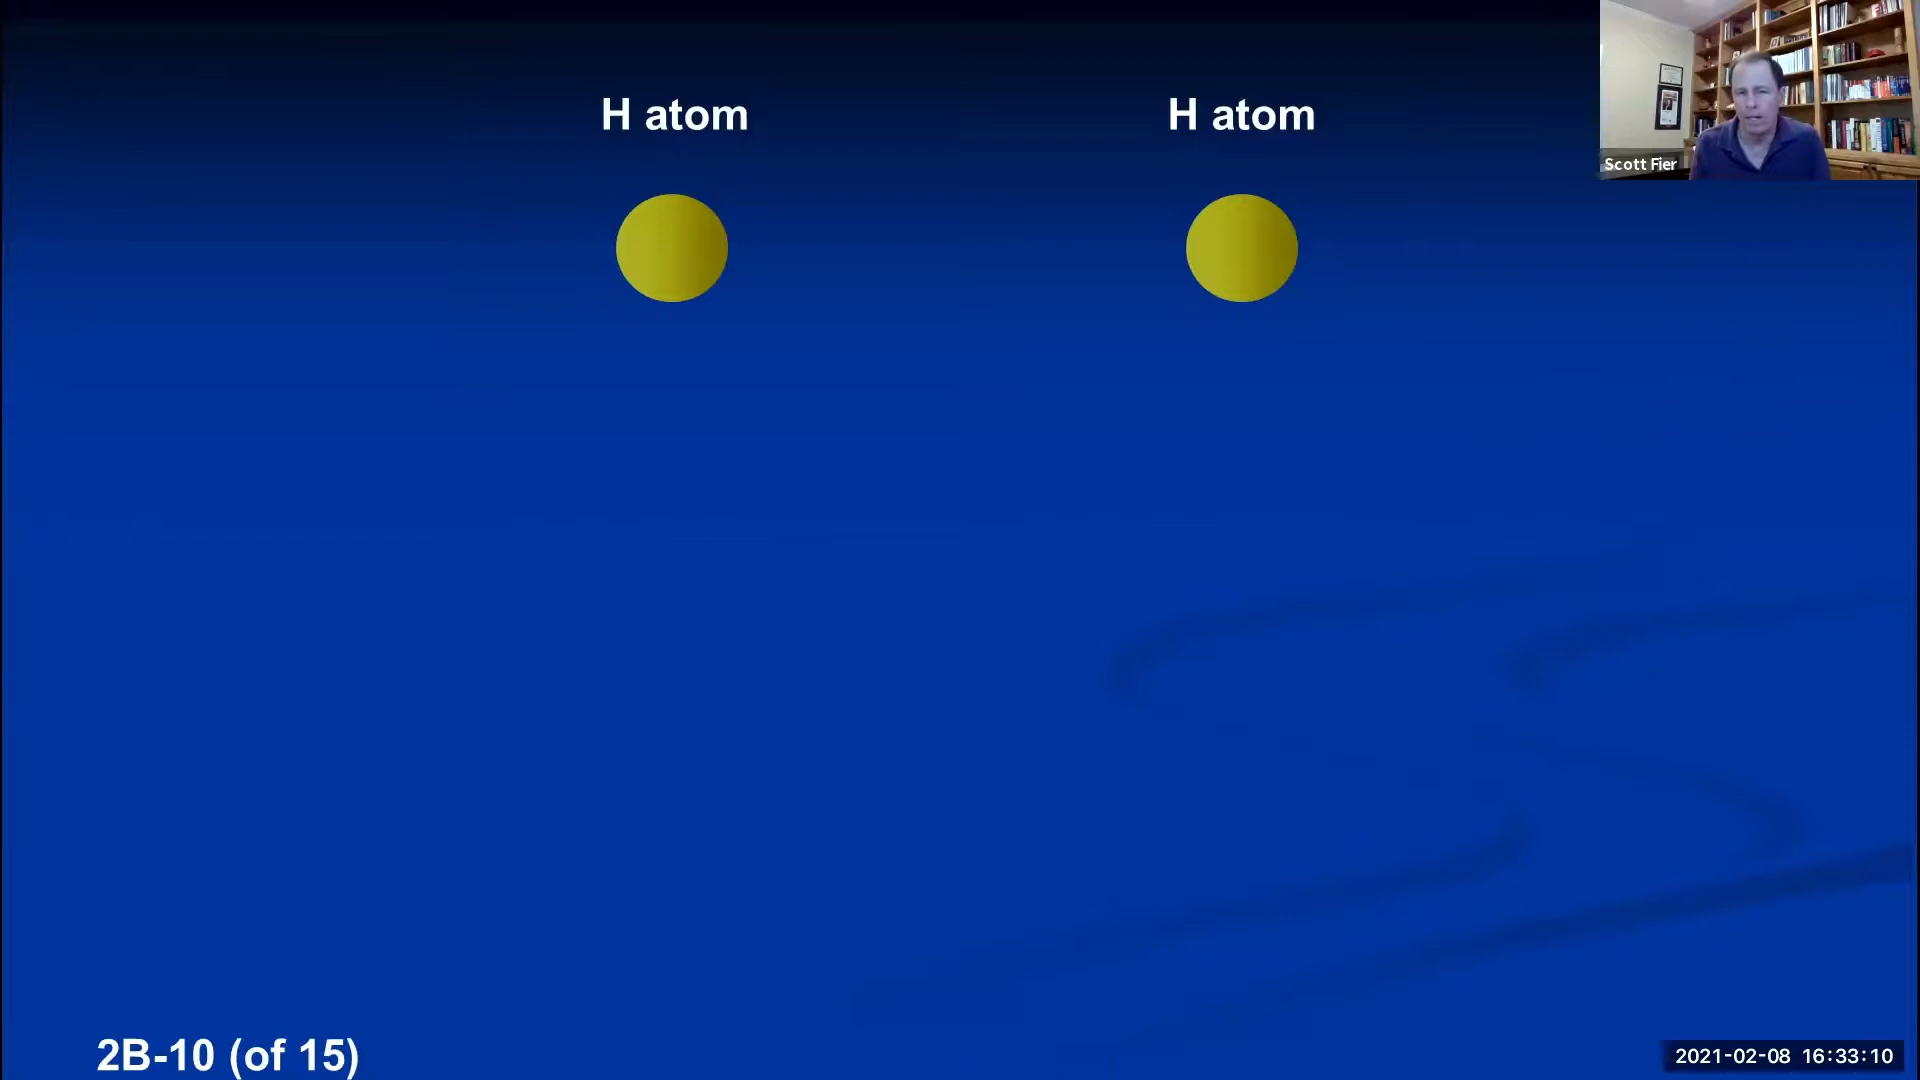 H atom
H atom
Scott Fier
2B-10 (of 15)
2021-02-08 16:33:10